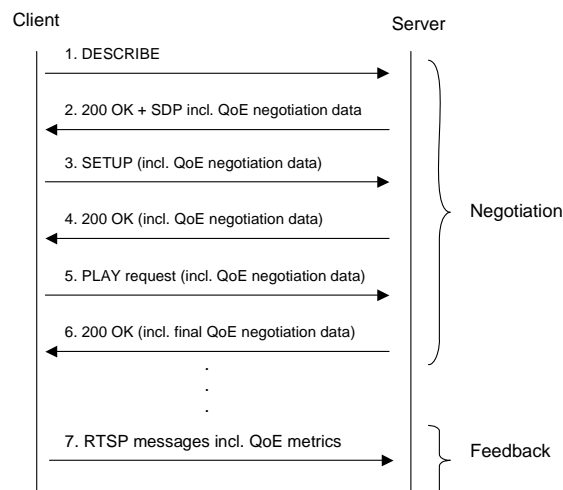 Client
Server
1. DESCRIBE
2. 200 OK + SDP incl. QoE negotiation data
3. SETUP (incl. QoE negotiation data)
4. 200 OK (incl. QoE negotiation data)
Negotiation
5. PLAY request (incl. QoE negotiation data)
6. 200 OK (incl. final QoE negotiation data)
.
.
.
7. RTSP messages incl. QoE metrics
Feedback